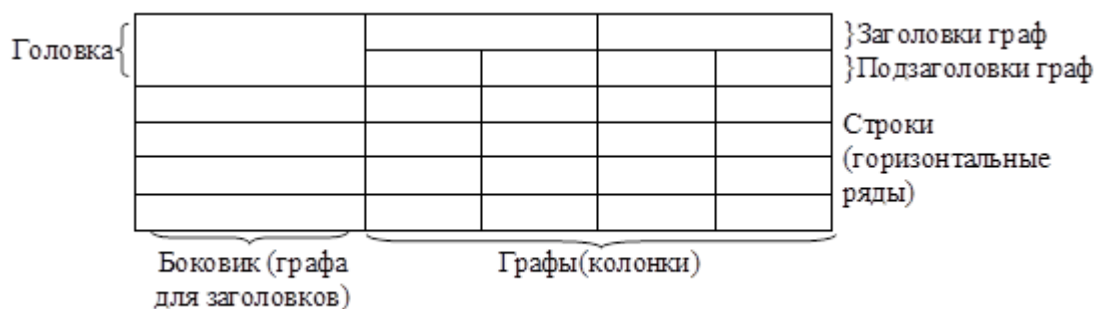 Головка{
}Заголовки граф
}Подзаголовки граф
Строки
(горизонтальные
ряды)
Боковик (графа
для заголовков)
Графы(колонки)